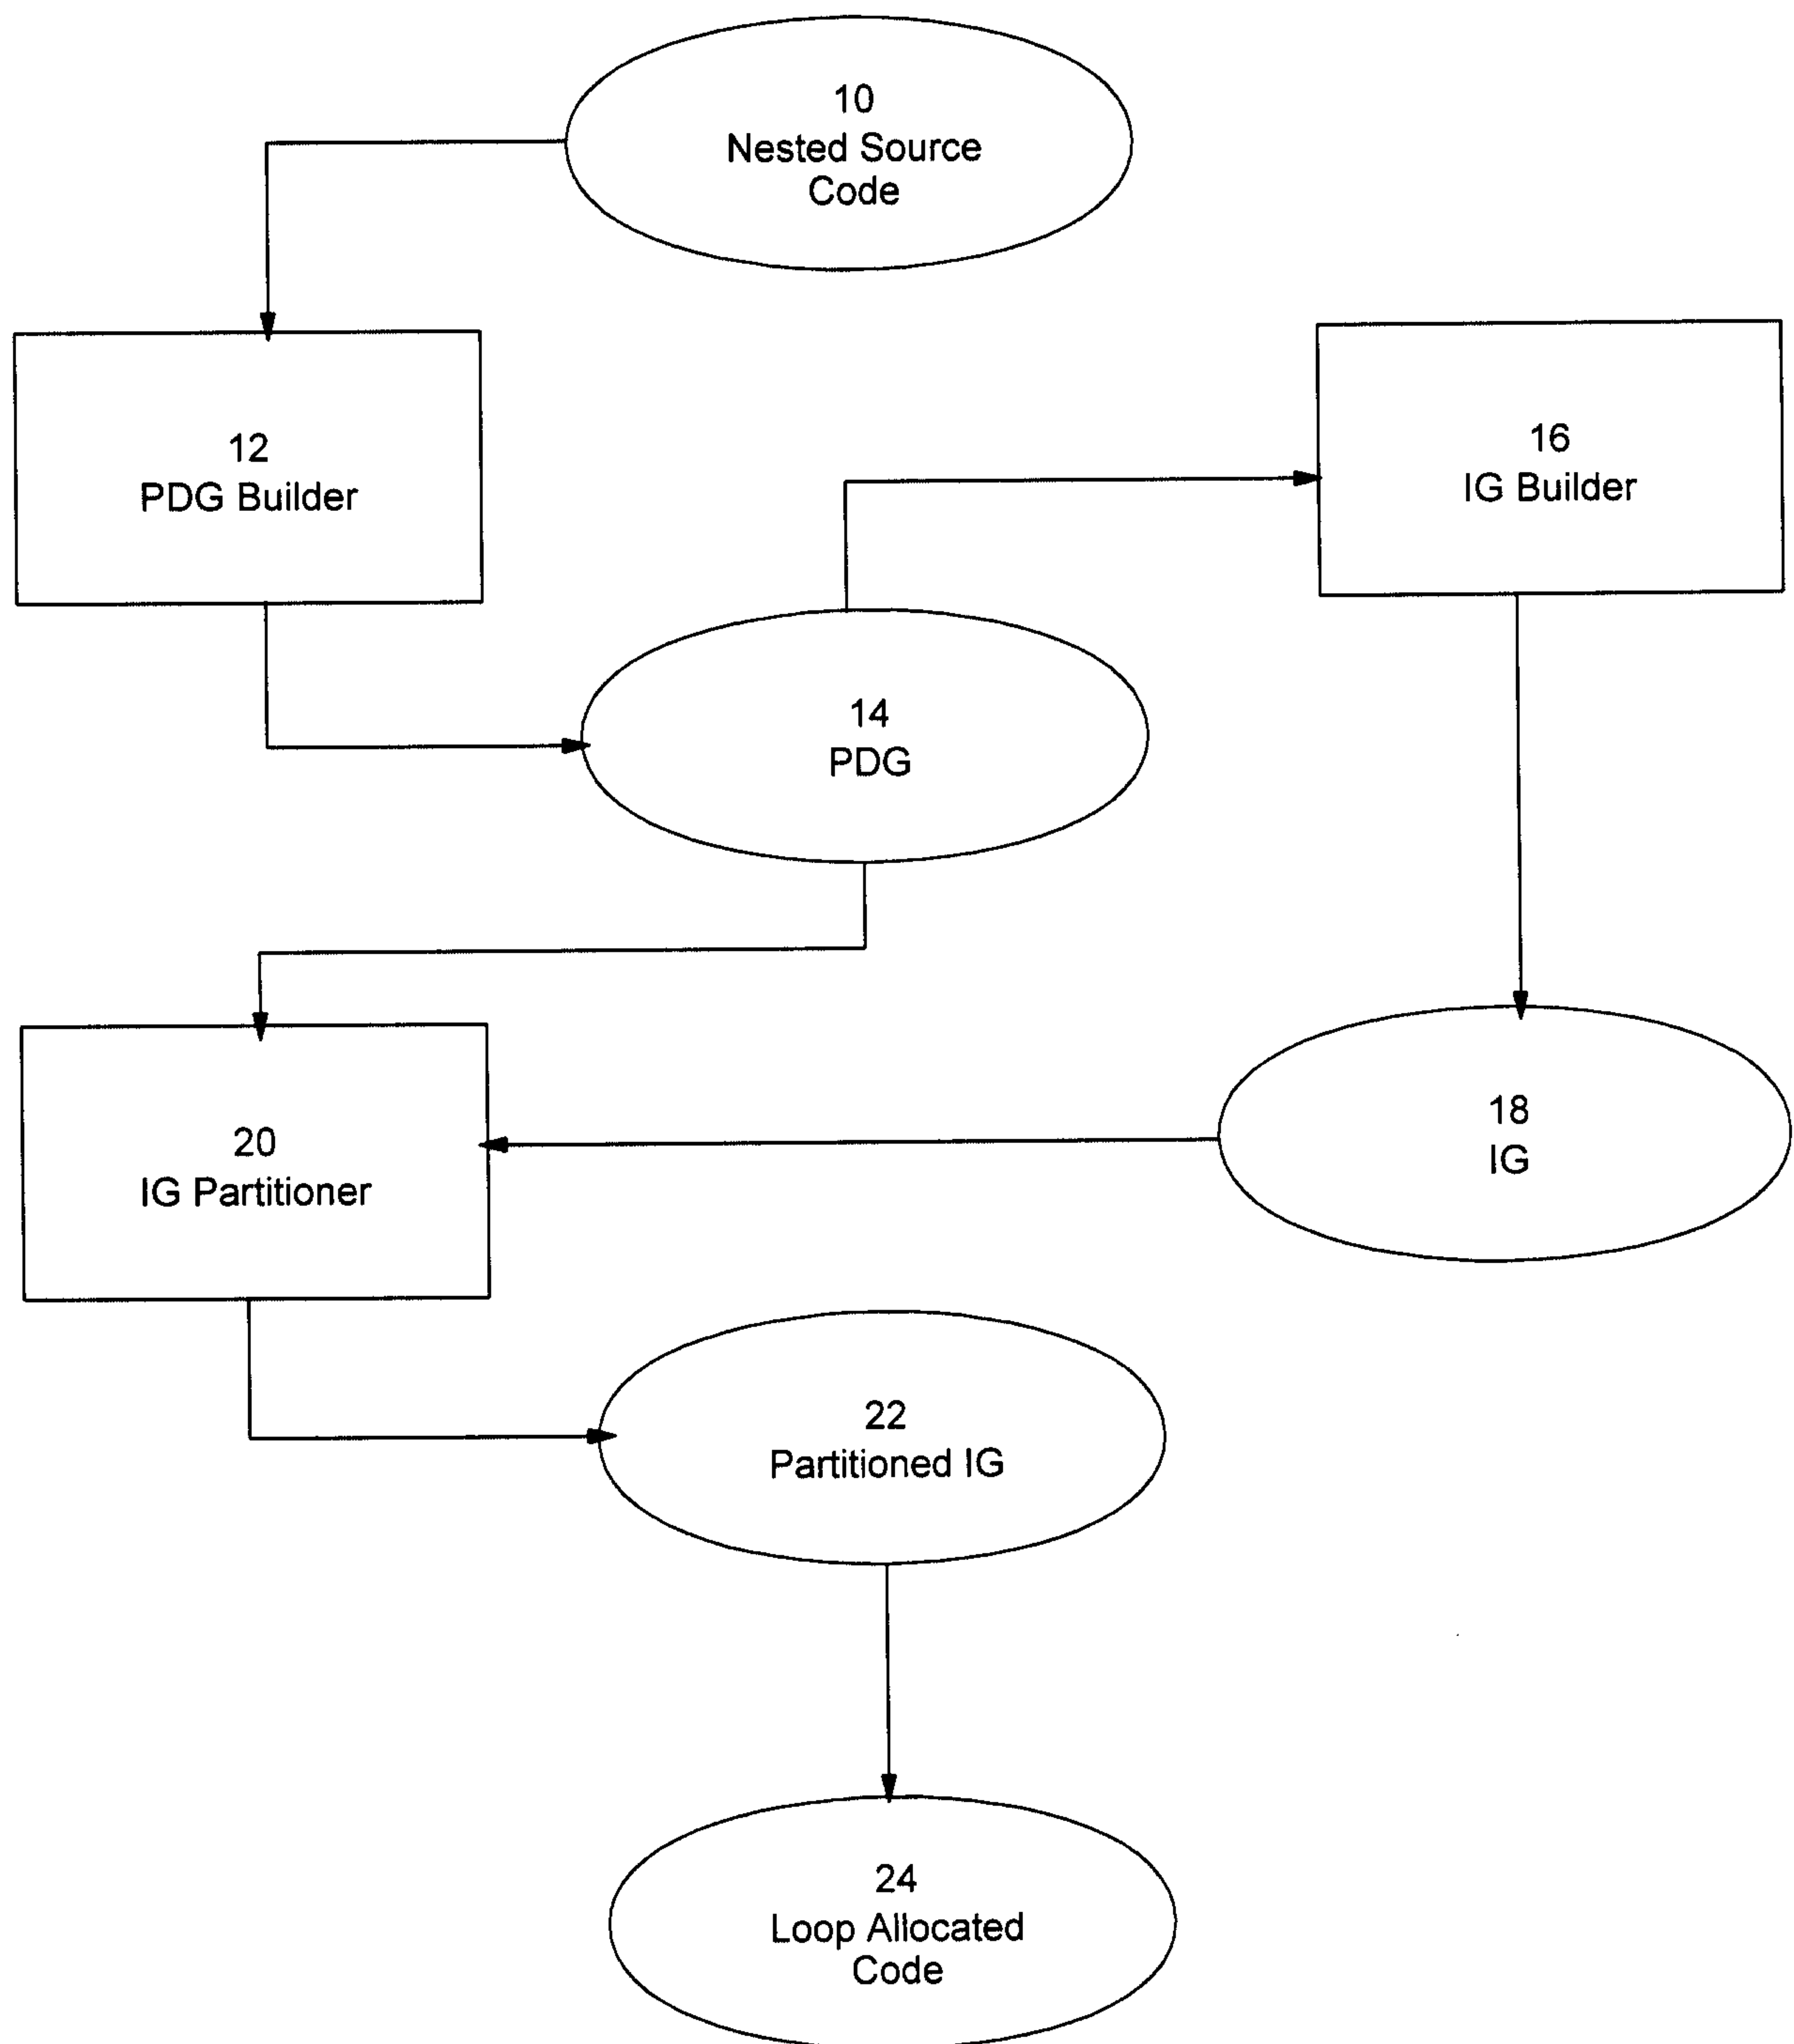 10
Nested Source
Code
12
PDG Builder
16
IG Builder
14
PDG
18
IG
20
IG Partitioner
22
Partitioned IG
24
Loop Allocated
Code